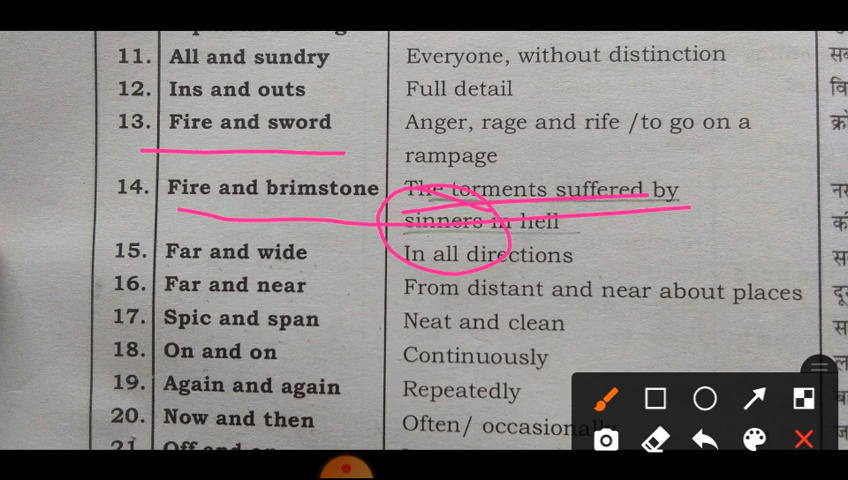 11. All and sundry Everyone, without distinction
12. Ins and outs Full detail
13. Fire and sword Anger, rage and rife /to go on a
rampage
14. Fire and brimstone The torments suffered by
sinners in hell
15. Far and wide In all directions
16. Far and near From distant and near about places
17. Spic and span Neat and clean
18. On and on Continuously
19. Again and again Repeatedly
20. Now and then Often/ occasionally
21. Off and on